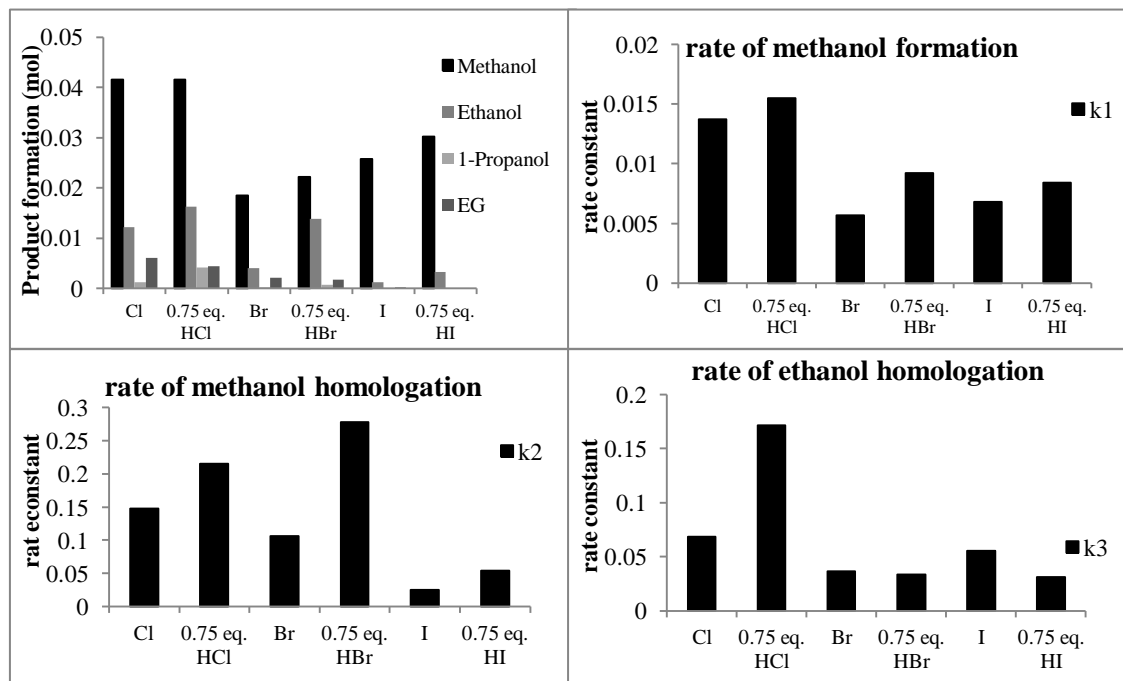 Product formation (mol)
0.05
0.04
0.03
0.02
0.01
0
Methanol
Ethanol
1-Propanol
EG
Cl
0.75 eq.
HCl
Br
0.75 eq.
HBr
I
0.75 eq.
HI
rate of methanol formation
rate constant
0.02
0.015
0.01
0.005
0
k1
Cl
0.75 eq.
HCl
Br
0.75 eq.
HBr
I
0.75 eq.
HI
rate of methanol homologation
rat econstant
0.3
0.25
0.2
0.15
0.1
0.05
0
k2
Cl
0.75 eq.
HCl
Br
0.75 eq.
HBr
I
0.75 eq.
HI
rate of ethanol homologation
rate constant
0.2
0.15
0.1
0.05
0
k3
Cl
0.75 eq.
HCl
Br
0.75 eq.
HBr
I
0.75 eq.
HI